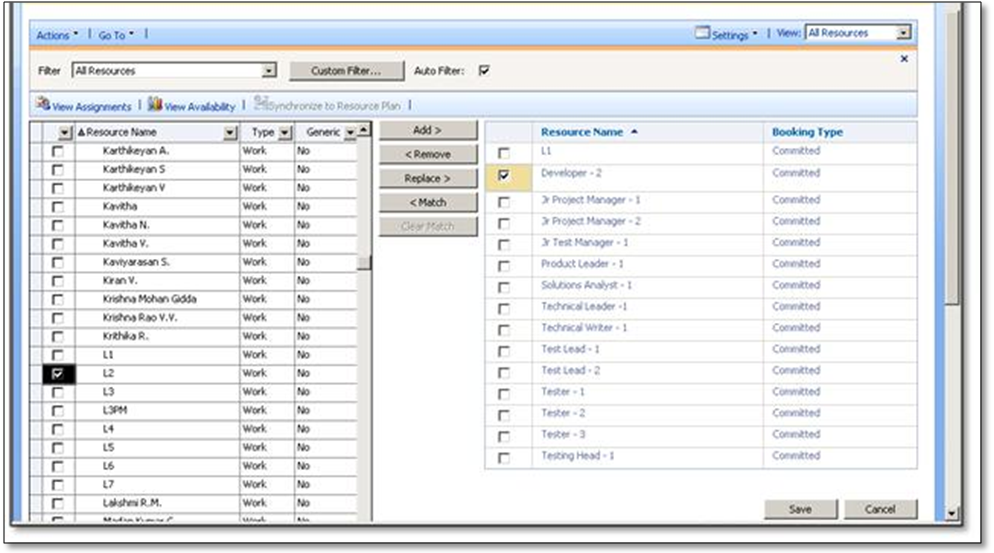 Actions | Go To | Settings | View: All Resources
Filter All Resources Custom Filter... Auto Filter:
View Assignments | View Availability | Synchronize to Resource Plan |
Resource Name Type Generic
Karthikeyan A. Work No
Karthikeyan S Work No
Karthikeyan V Work No
Kavitha Work No
Kavitha N. Work No
Kavitha V. Work No
Kaviyarasan S. Work No
Kiran V. Work No
Krishna Mohan Gidda Work No
Krishna Rao V.V. Work No
Krithika R. Work No
L1 Work No
L2 Work No
L3 Work No
L3PM Work No
L4 Work No
L5 Work No
L6 Work No
L7 Work No
Lakshmi R.M. Work No
Add >
< Remove
Replace >
< Match
Clear Match
Resource Name Booking Type
L1 Committed
Developer - 2 Committed
Jr Project Manager - 1 Committed
Jr Project Manager - 2 Committed
Jr Test Manager - 1 Committed
Product Leader - 1 Committed
Solutions Analyst - 1 Committed
Technical Leader -1 Committed
Technical Writer - 1 Committed
Test Lead - 1 Committed
Test Lead - 2 Committed
Tester - 1 Committed
Tester - 2 Committed
Tester - 3 Committed
Testing Head - 1 Committed
Save Cancel